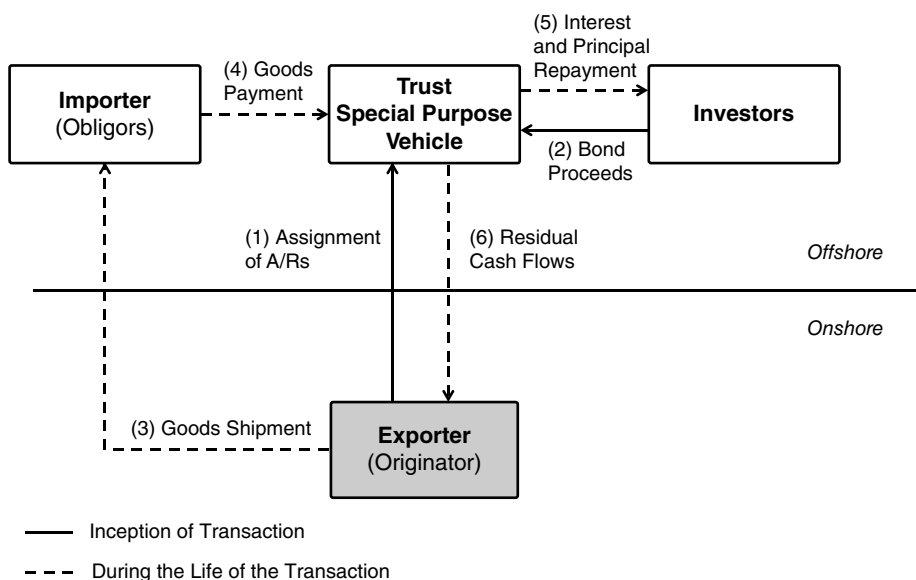 (5) Interest
and Principal
Repayment
(4) Goods
Payment
Importer
(Obligors)
Trust
Special Purpose
Vehicle
Investors
(2) Bond
Proceeds
(1) Assignment
of A/Rs
(6) Residual
Cash Flows
Offshore
Onshore
(3) Goods Shipment
Exporter
(Originator)
Inception of Transaction
During the Life of the Transaction